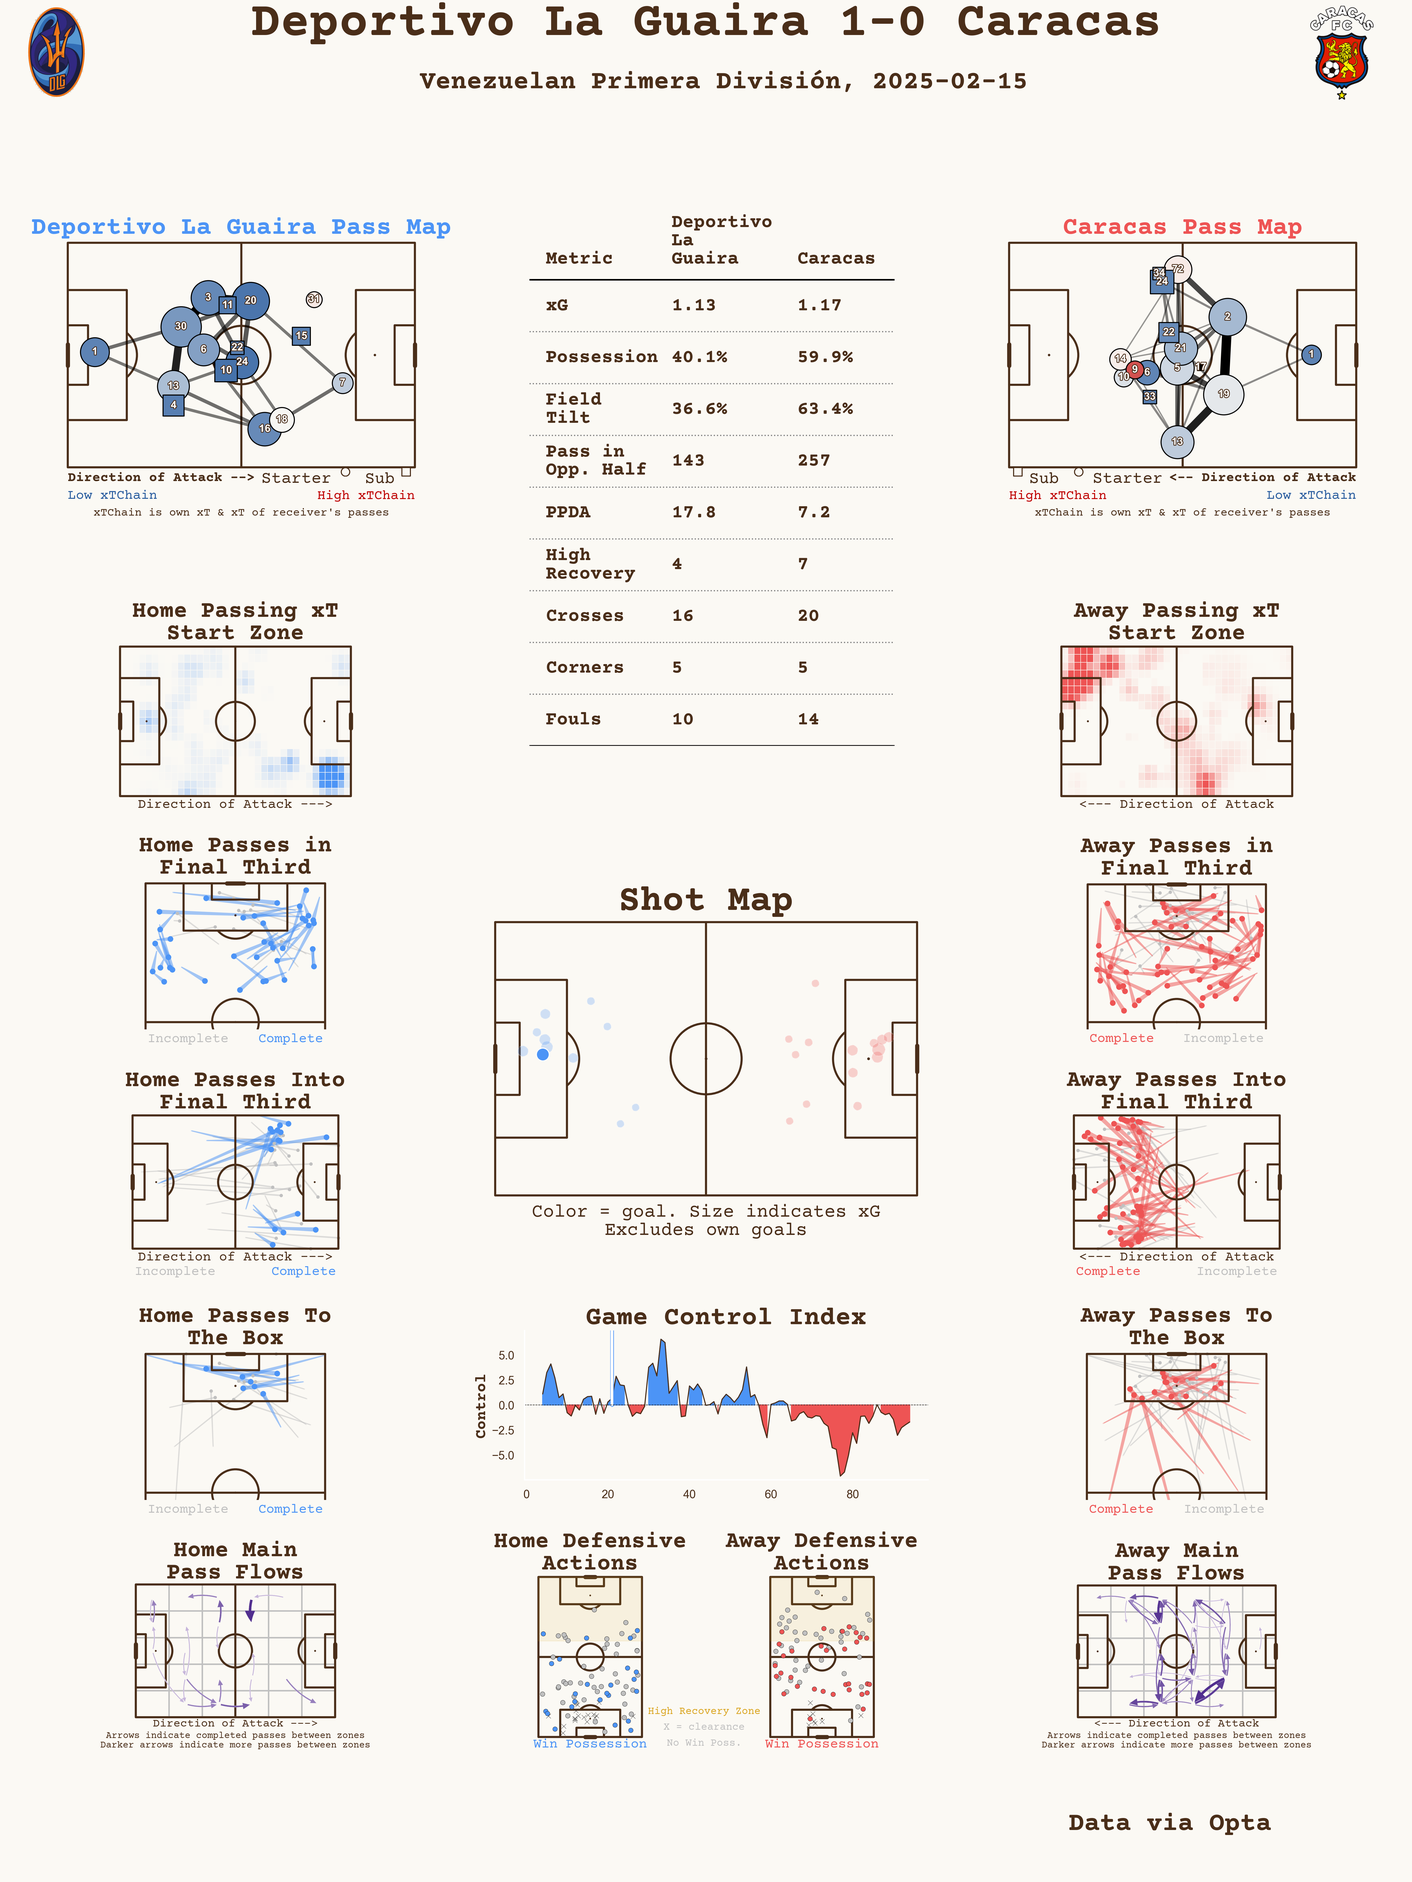 Deportivo La Guaira 1-0 Caracas
Venezuelan Primera División, 2025-02-15
DLG
CARACAS
FC
Deportivo La Guaira Pass Map
3
11
20
31
30
15
1
6
22
24
10
13
7
4
18
16
Direction of Attack --> Starter Sub
Low xTChain High xTChain
xTChain is own xT & xT of receiver's passes
Metric Deportivo La Guaira Caracas
xG 1.13 1.17
Possession 40.1% 59.9%
Field Tilt 36.6% 63.4%
Pass in Opp. Half 143 257
PPDA 17.8 7.2
High Recovery 4 7
Crosses 16 20
Corners 5 5
Fouls 10 14
Caracas Pass Map
34
72
24
2
22
21
1
14
9
6
5
17
10
19
33
13
Sub Starter <-- Direction of Attack
High xTChain Low xTChain
xTChain is own xT & xT of receiver's passes
Home Passing xT
Start Zone
Direction of Attack --->
Away Passing xT
Start Zone
<--- Direction of Attack
Home Passes in
Final Third
Incomplete Complete
Away Passes in
Final Third
Complete Incomplete
Shot Map
Color = goal. Size indicates xG
Excludes own goals
Home Passes Into
Final Third
Direction of Attack --->
Incomplete Complete
Away Passes Into
Final Third
<--- Direction of Attack
Complete Incomplete
Home Passes To
The Box
Incomplete Complete
Game Control Index
Control
5.0
2.5
0.0
−2.5
−5.0
0 20 40 60 80
Away Passes To
The Box
Complete Incomplete
Home Main
Pass Flows
Direction of Attack --->
Arrows indicate completed passes between zones
Darker arrows indicate more passes between zones
Home Defensive
Actions
Win Possession
High Recovery Zone
X = clearance
No Win Poss.
Away Defensive
Actions
Win Possession
Away Main
Pass Flows
<--- Direction of Attack
Arrows indicate completed passes between zones
Darker arrows indicate more passes between zones
Data via Opta